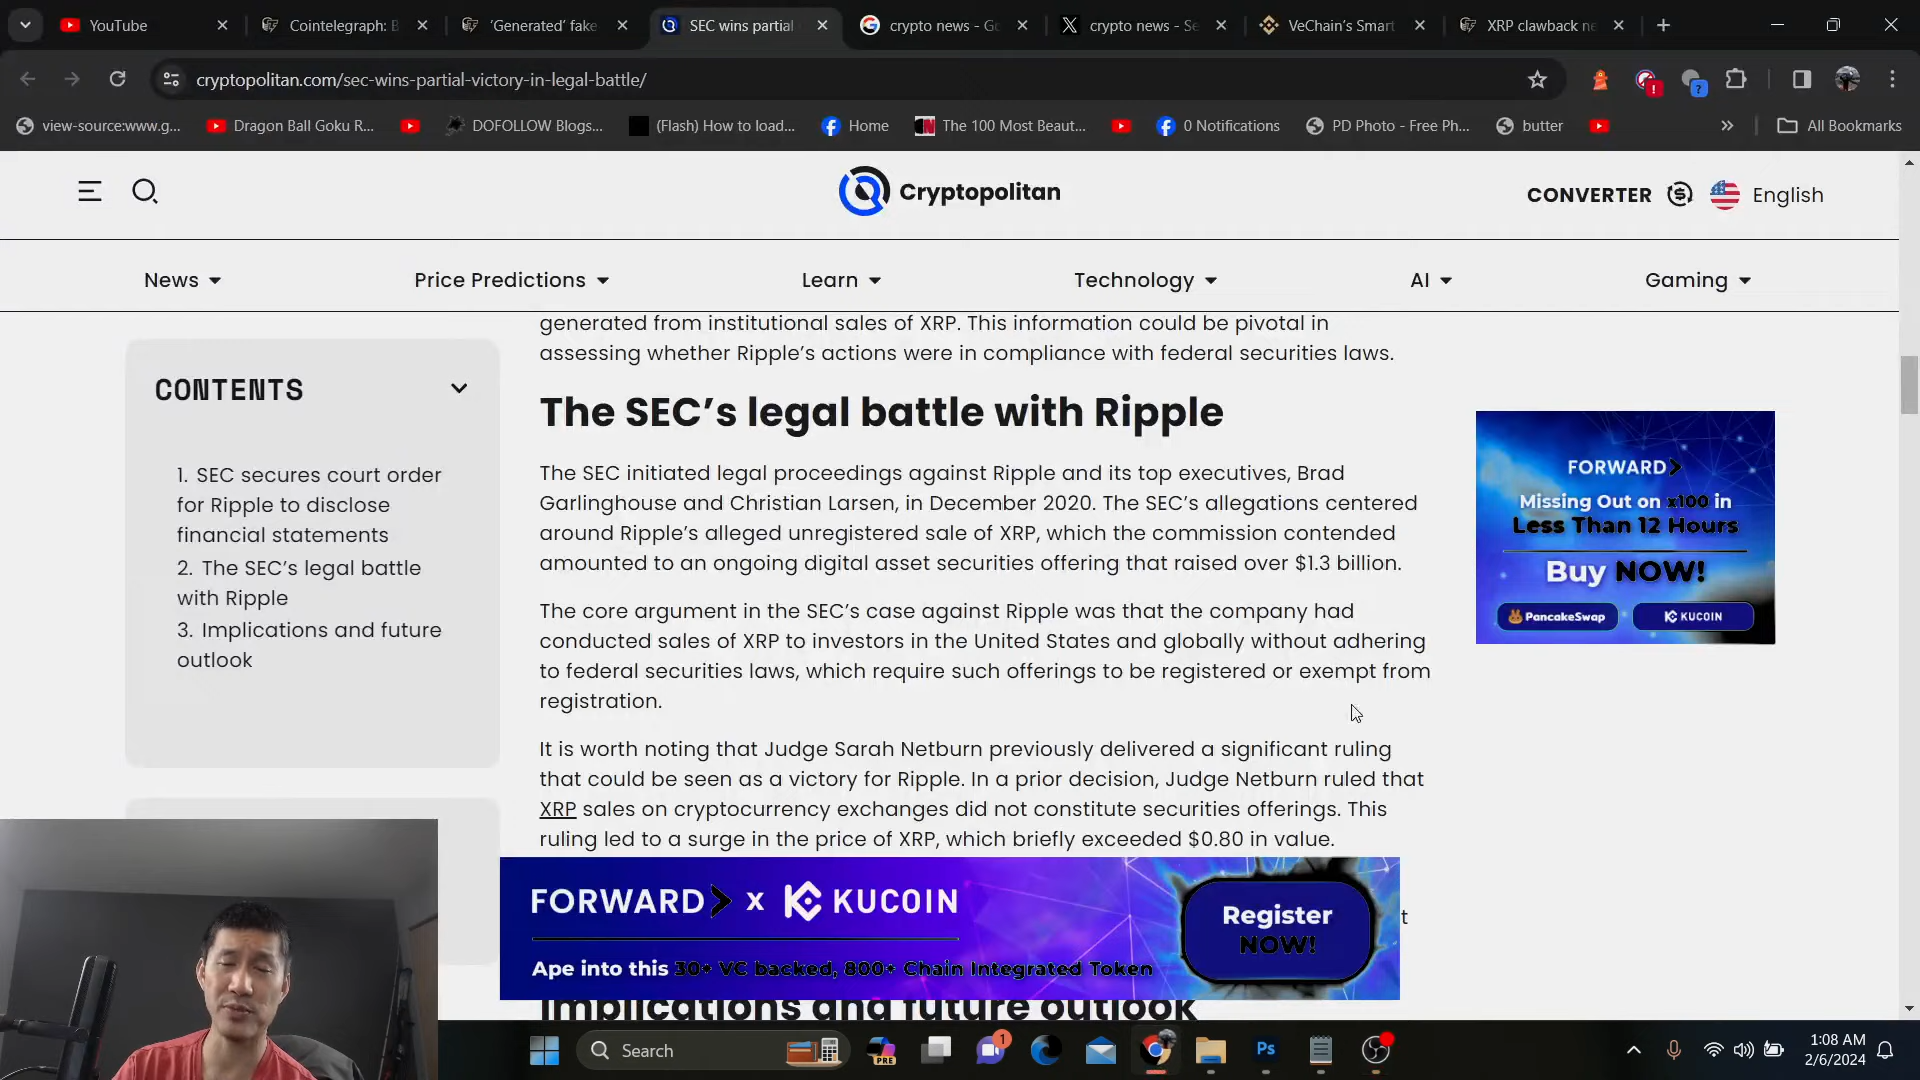 YouTube
Cointelegraph: B
'Generated' fake
SEC wins partial
crypto news - Go
crypto news - Se
VeChain's Smart
XRP clawback ne
cryptopolitan.com/sec-wins-partial-victory-in-legal-battle/
view-source:www.g...
Dragon Ball Goku R...
DOFOLLOW Blogs...
(Flash) How to load...
Home
The 100 Most Beaut...
0 Notifications
PD Photo - Free Ph...
butter
All Bookmarks
Cryptopolitan
CONVERTER
English
News
Price Predictions
Learn
Technology
AI
Gaming
generated from institutional sales of XRP. This information could be pivotal in
assessing whether Ripple's actions were in compliance with federal securities laws.
CONTENTS
1. SEC secures court order
for Ripple to disclose
financial statements
2. The SEC's legal battle
with Ripple
3. Implications and future
outlook
The SEC's legal battle with Ripple
The SEC initiated legal proceedings against Ripple and its top executives, Brad
Garlinghouse and Christian Larsen, in December 2020. The SEC's allegations centered
around Ripple's alleged unregistered sale of XRP, which the commission contended
amounted to an ongoing digital asset securities offering that raised over $1.3 billion.
The core argument in the SEC's case against Ripple was that the company had
conducted sales of XRP to investors in the United States and globally without adhering
to federal securities laws, which require such offerings to be registered or exempt from
registration.
It is worth noting that Judge Sarah Netburn previously delivered a significant ruling
that could be seen as a victory for Ripple. In a prior decision, Judge Netburn ruled that
XRP sales on cryptocurrency exchanges did not constitute securities offerings. This
ruling led to a surge in the price of XRP, which briefly exceeded $0.80 in value.
t
Implications and future outlook
FORWARD
Missing Out on x100 in
Less Than 12 Hours
Buy NOW!
PancakeSwap
KUCOIN
FORWARD x KUCOIN
Ape into this 30+ VC backed, 800+ Chain Integrated Token
Register
NOW!
Search
PRE
1
Ps
1:08 AM
2/6/2024